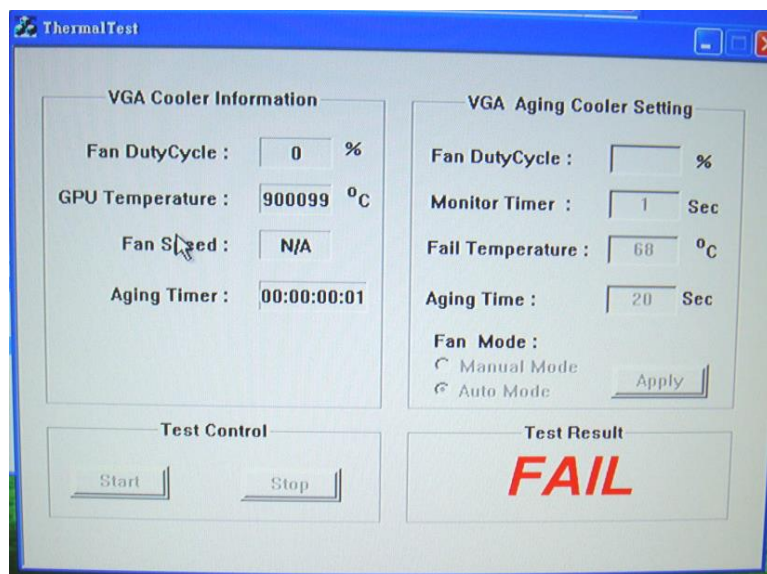 ThermalTest
VGA Cooler Information
Fan DutyCycle : 0 %
GPU Temperature : 900099 °C
Fan Speed : N/A
Aging Timer : 00:00:00:01
VGA Aging Cooler Setting
Fan DutyCycle : %
Monitor Timer : 1 Sec
Fail Temperature : 68 °C
Aging Time : 20 Sec
Fan Mode :
Manual Mode
Auto Mode
Apply
Test Control
Start Stop
Test Result
FAIL